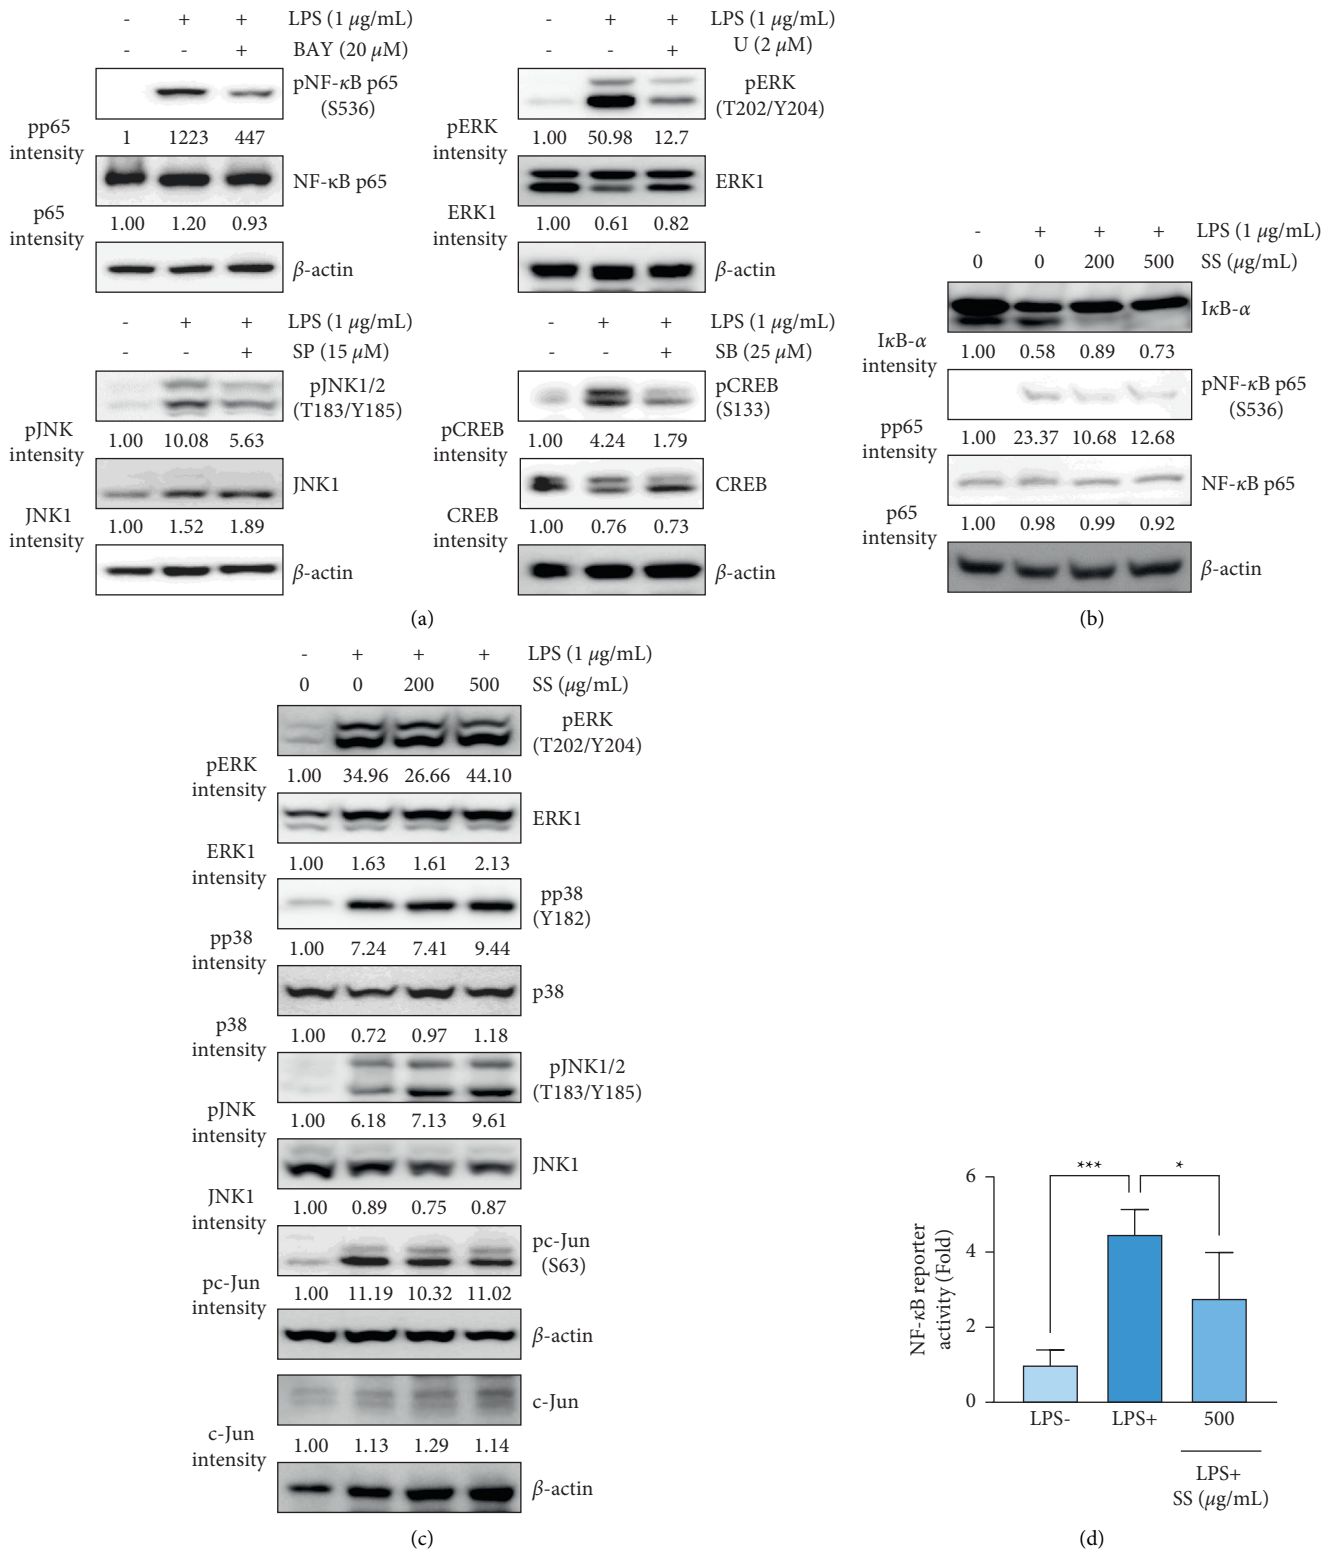 - + + LPS (1 μg/mL)
- - + BAY (20 μM)
pNF-κB p65
(S536)
pp65
intensity
1 1223 447
NF-κB p65
p65
intensity
1.00 1.20 0.93
β-actin
- + + LPS (1 μg/mL)
- - + U (2 μM)
pERK
(T202/Y204)
pERK
intensity
1.00 50.98 12.7
ERK1
ERK1
intensity
1.00 0.61 0.82
β-actin
- + + LPS (1 μg/mL)
- - + SP (15 μM)
pJNK1/2
(T183/Y185)
pJNK
intensity
1.00 10.08 5.63
JNK1
JNK1
intensity
1.00 1.52 1.89
β-actin
- + + LPS (1 μg/mL)
- - + SB (25 μM)
pCREB
(S133)
pCREB
intensity
1.00 4.24 1.79
CREB
CREB
intensity
1.00 0.76 0.73
β-actin
(a)
- + + + LPS (1 μg/mL)
0 0 200 500 SS (μg/mL)
IκB-α
IκB-α
intensity
1.00 0.58 0.89 0.73
pNF-κB p65
(S536)
pp65
intensity
1.00 23.37 10.68 12.68
NF-κB p65
p65
intensity
1.00 0.98 0.99 0.92
β-actin
(b)
- + + + LPS (1 μg/mL)
0 0 200 500 SS (μg/mL)
pERK
(T202/Y204)
pERK
intensity
1.00 34.96 26.66 44.10
ERK1
ERK1
intensity
1.00 1.63 1.61 2.13
pp38
(Y182)
pp38
intensity
1.00 7.24 7.41 9.44
p38
p38
intensity
1.00 0.72 0.97 1.18
pJNK1/2
(T183/Y185)
pJNK
intensity
1.00 6.18 7.13 9.61
JNK1
JNK1
intensity
1.00 0.89 0.75 0.87
pc-Jun
(S63)
pc-Jun
intensity
1.00 11.19 10.32 11.02
β-actin
c-Jun
c-Jun
intensity
1.00 1.13 1.29 1.14
β-actin
(c)
*** *
6
4
2
0
NF-κB reporter
activity (Fold)
LPS- LPS+ 500
LPS+
SS (μg/mL)
(d)